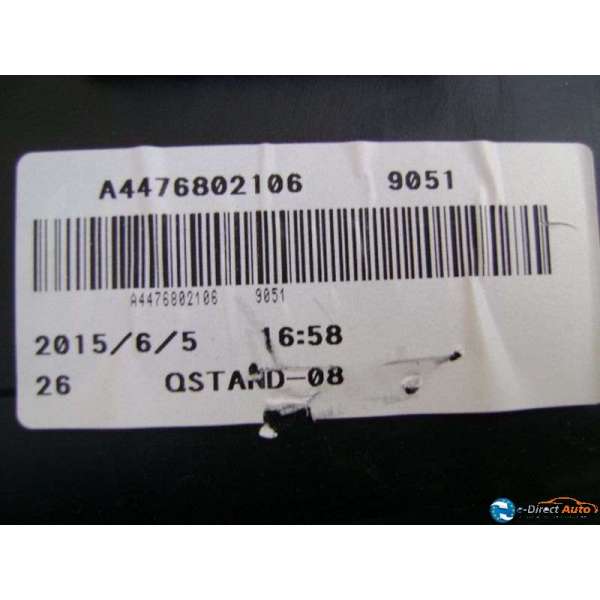 A4476802106 9051
A4476802106 9051
2015/6/5 16:58
26 QSTAND-08
e-Direct Auto